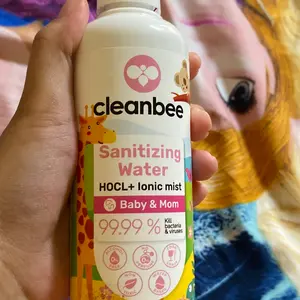 cleanbee
Sanitizing
Water
HOCL+ Ionic mist
Baby & Mom
99.99 % Kill
bacteria
& viruses